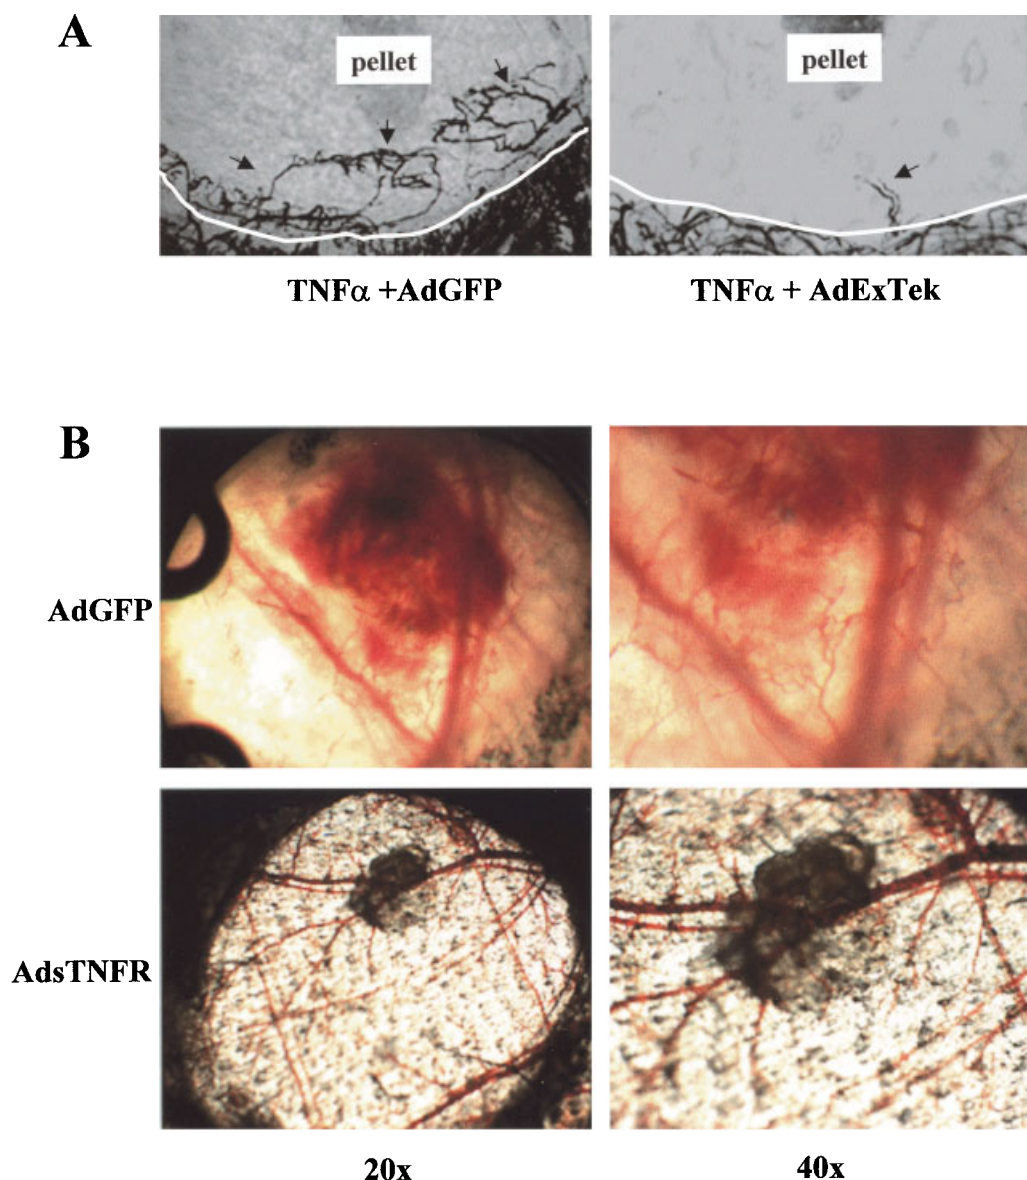 A
pellet
pellet
TNFα +AdGFP
TNFα + AdExTek
B
AdGFP
AdsTNFR
20x
40x